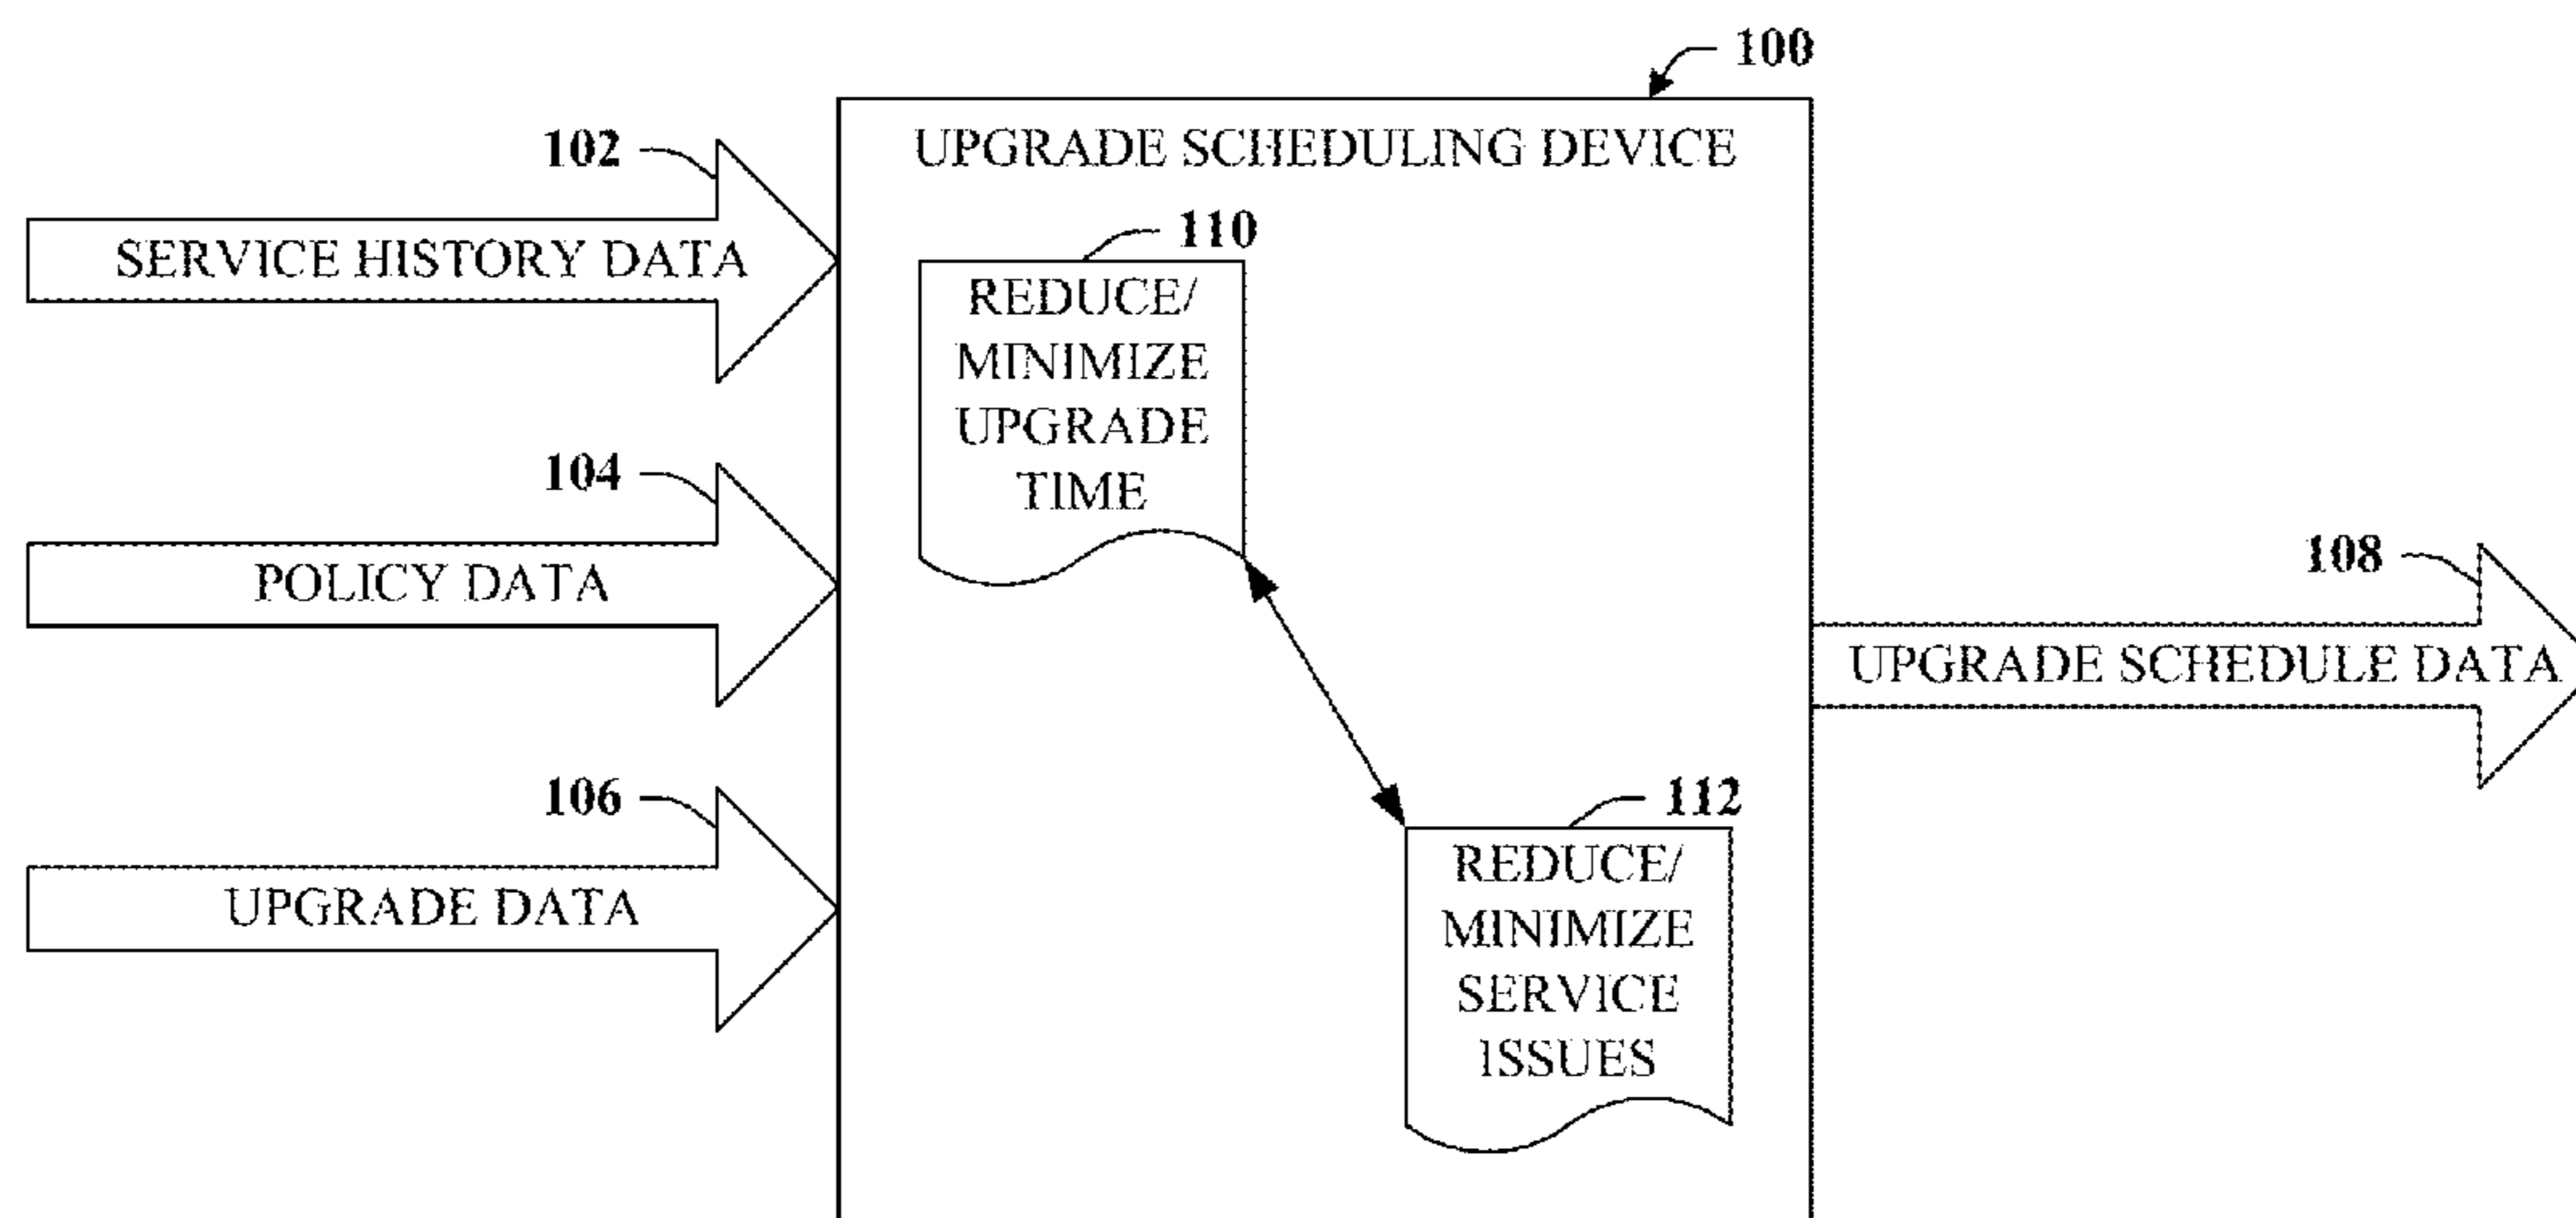 100
UPGRADE SCHEDULING DEVICE
102
SERVICE HISTORY DATA
110
REDUCE/
MINIMIZE
UPGRADE
TIME
104
POLICY DATA
108
UPGRADE SCHEDULE DATA
106
UPGRADE DATA
112
REDUCE/
MINIMIZE
SERVICE
ISSUES